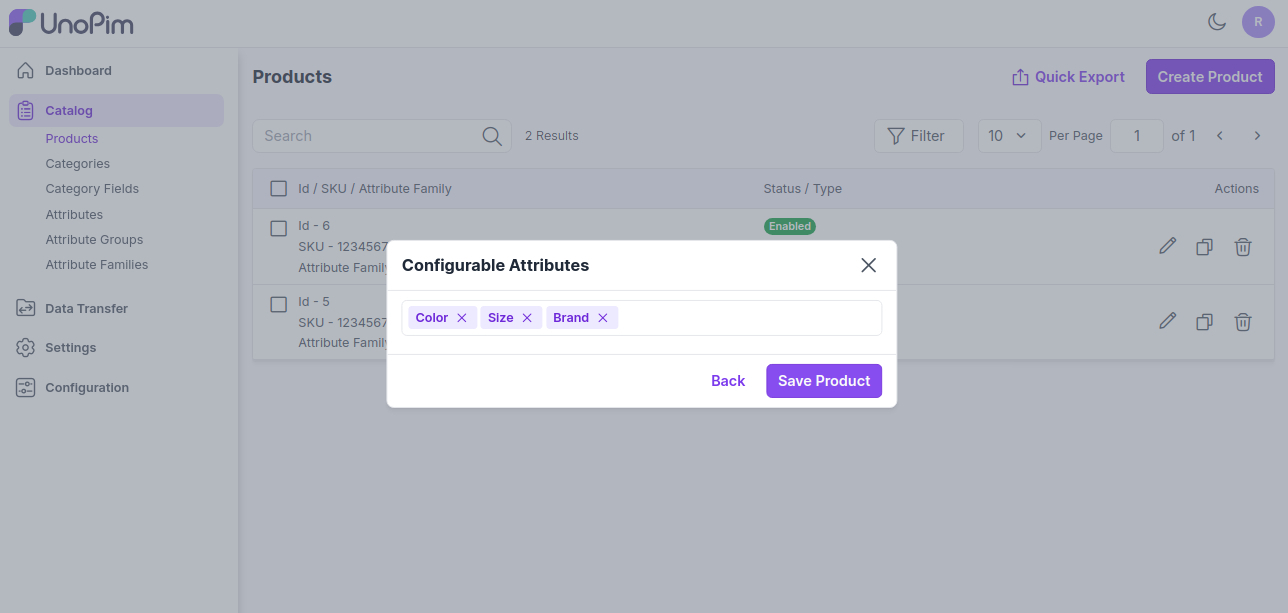 UnoPim
R
Dashboard
Catalog
Products
Categories
Category Fields
Attributes
Attribute Groups
Attribute Families
Data Transfer
Settings
Configuration
Products
Quick Export
Create Product
Search
2 Results
Filter
10
Per Page
1
of 1
Id / SKU / Attribute Family
Status / Type
Actions
Id - 6
SKU - 1234567
Attribute Family
Enabled
Id - 5
SKU - 1234567
Attribute Family
Configurable Attributes
Color
Size
Brand
Back
Save Product